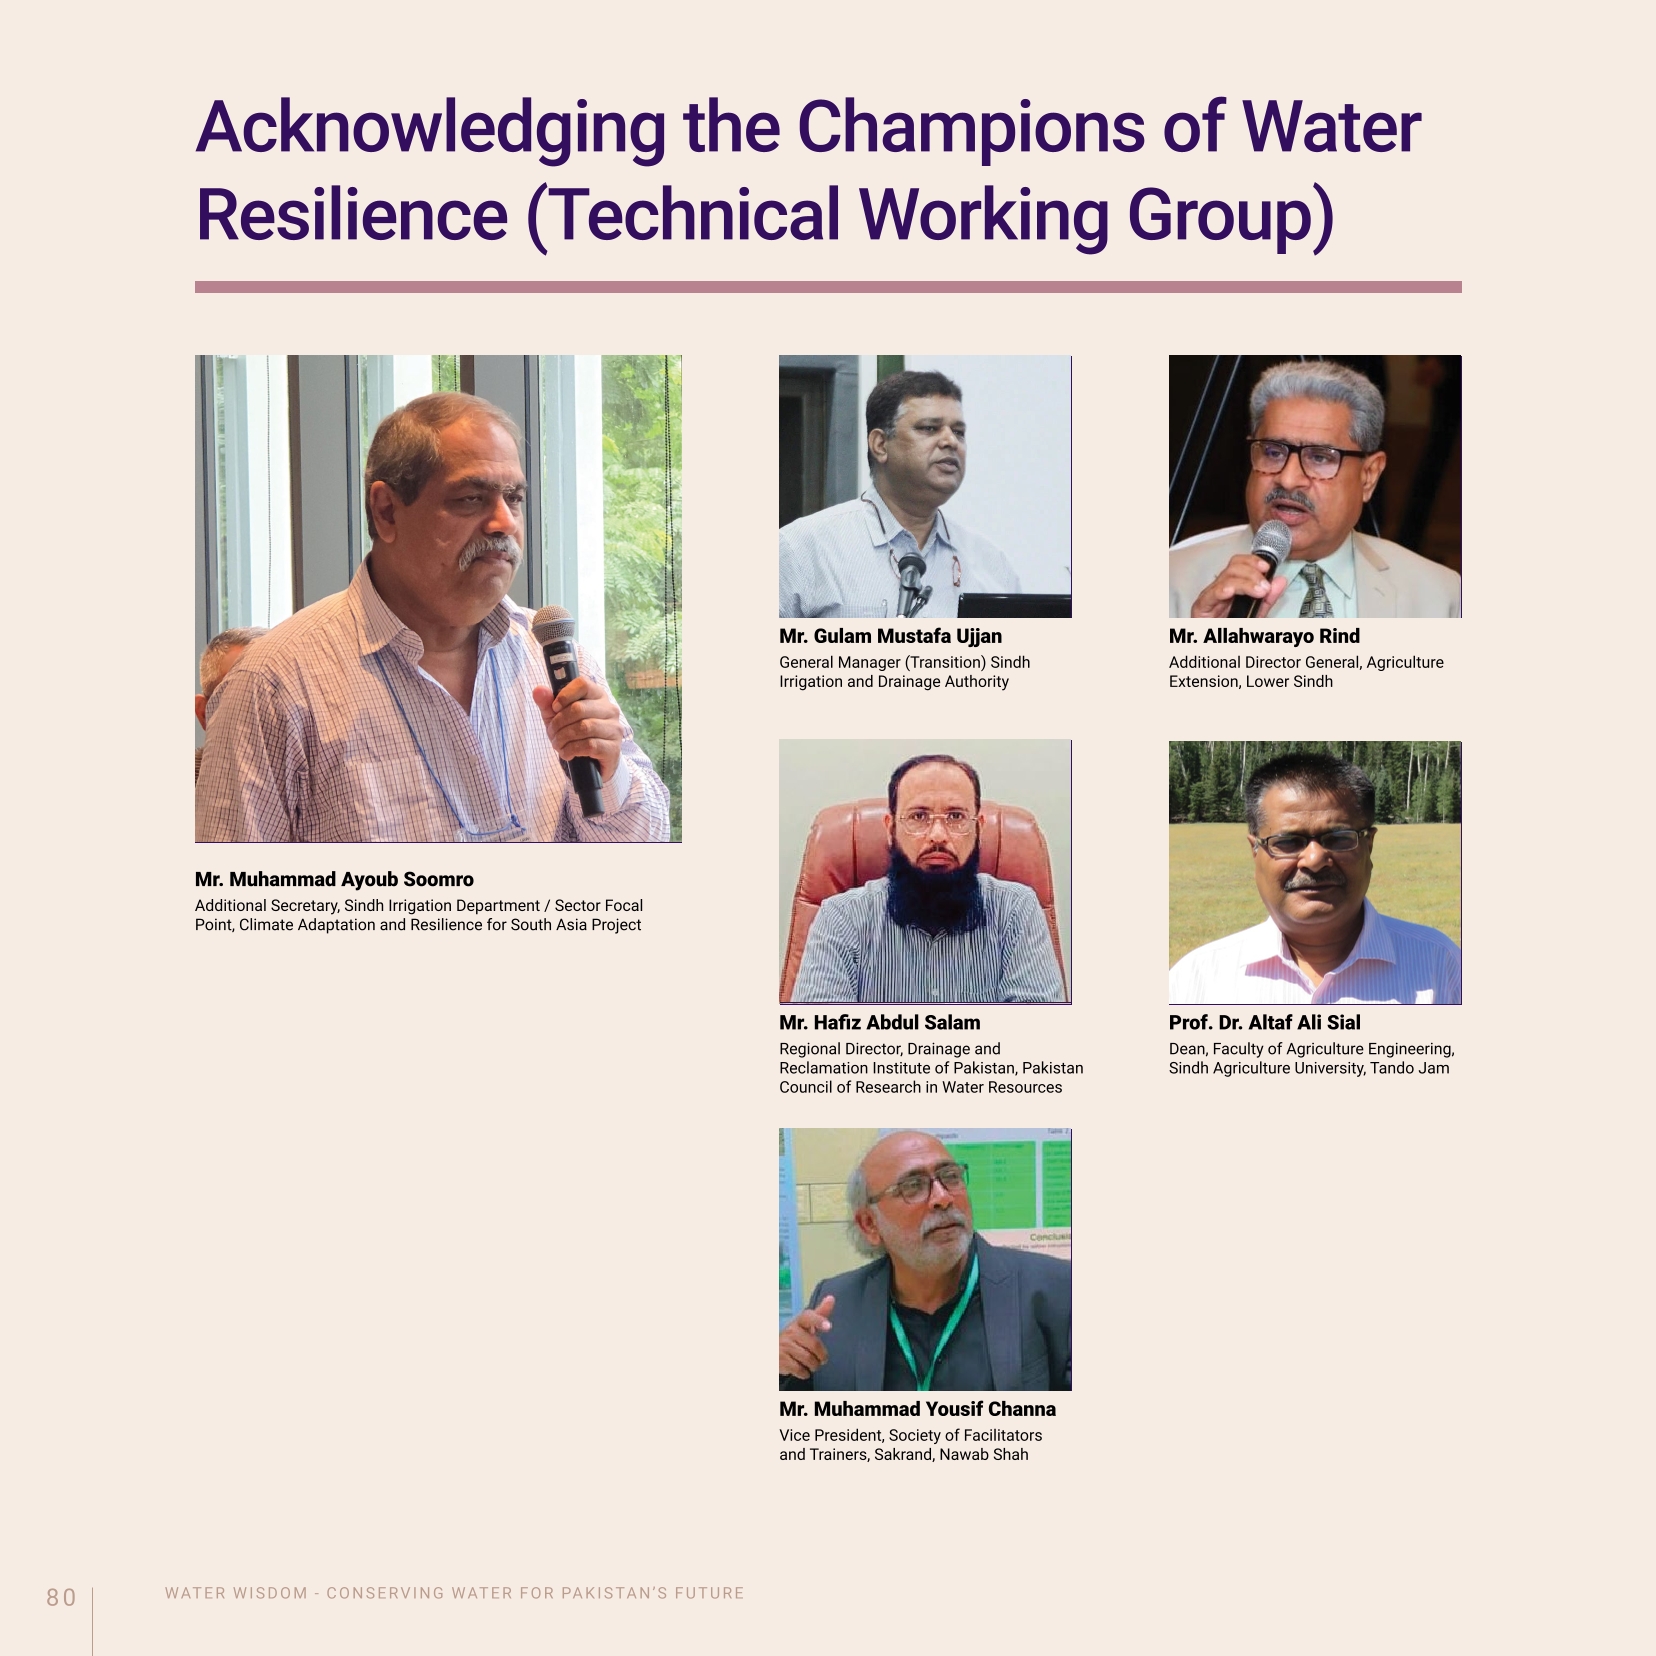 Acknowledging the Champions of Water
Resilience (Technical Working Group)
Mr. Muhammad Ayoub Soomro
Additional Secretary, Sindh Irrigation Department / Sector Focal
Point, Climate Adaptation and Resilience for South Asia Project
Mr. Gulam Mustafa Ujjan
General Manager (Transition) Sindh
Irrigation and Drainage Authority
Mr. Allahwarayo Rind
Additional Director General, Agriculture
Extension, Lower Sindh
Mr. Hafiz Abdul Salam
Regional Director, Drainage and
Reclamation Institute of Pakistan, Pakistan
Council of Research in Water Resources
Prof. Dr. Altaf Ali Sial
Dean, Faculty of Agriculture Engineering,
Sindh Agriculture University, Tando Jam
Mr. Muhammad Yousif Channa
Vice President, Society of Facilitators
and Trainers, Sakrand, Nawab Shah
80
WATER WISDOM - CONSERVING WATER FOR PAKISTAN’S FUTURE